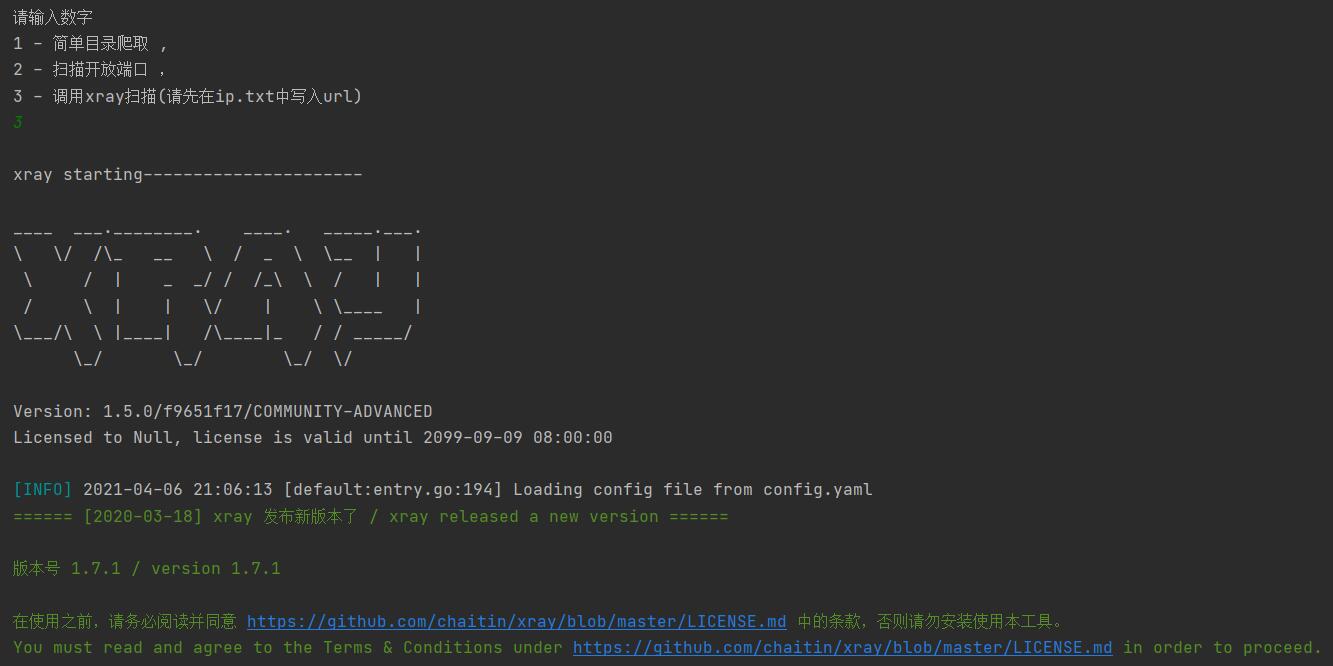 请输入数字
1 - 简单目录爬取 ,
2 - 扫描开放端口 ,
3 - 调用xray扫描(请先在ip.txt中写入url)
3
xray starting----------------------
____  ___.________.    ____.   _____.___.
\   \/  /\_   __   \  /  _  \  \__  |   |
 \     /  |    _  _/ /  /_\  \  /   |   |
 /     \  |    |   \/    |    \ \____   |
\___/\  \ |____|   /\____|_   / / _____/
      \_/       \_/        \_/  \/
Version: 1.5.0/f9651f17/COMMUNITY-ADVANCED
Licensed to Null, license is valid until 2099-09-09 08:00:00
[INFO] 2021-04-06 21:06:13 [default:entry.go:194] Loading config file from config.yaml
====== [2020-03-18] xray 发布新版本了 / xray released a new version ======
版本号 1.7.1 / version 1.7.1
在使用之前，请务必阅读并同意 https://github.com/chaitin/xray/blob/master/LICENSE.md 中的条款，否则请勿安装使用本工具。
You must read and agree to the Terms & Conditions under https://github.com/chaitin/xray/blob/master/LICENSE.md in order to proceed.